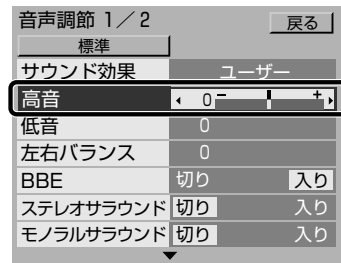 音声調節 1/2 戻る
標準
サウンド効果 ユーザー
高音 0 − +
低音 0
左右バランス 0
BBE 切り 入り
ステレオサラウンド 切り 入り
モノラルサラウンド 切り 入り